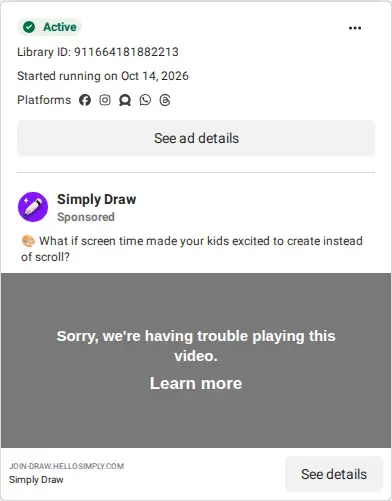 Active
Library ID: 911664181882213
Started running on Oct 14, 2026
Platforms
See ad details
Simply Draw
Sponsored
🎨 What if screen time made your kids excited to create instead
of scroll?
Sorry, we're having trouble playing this
video.
Learn more
JOIN-DRAW.HELLOSIMPLY.COM
Simply Draw
See details